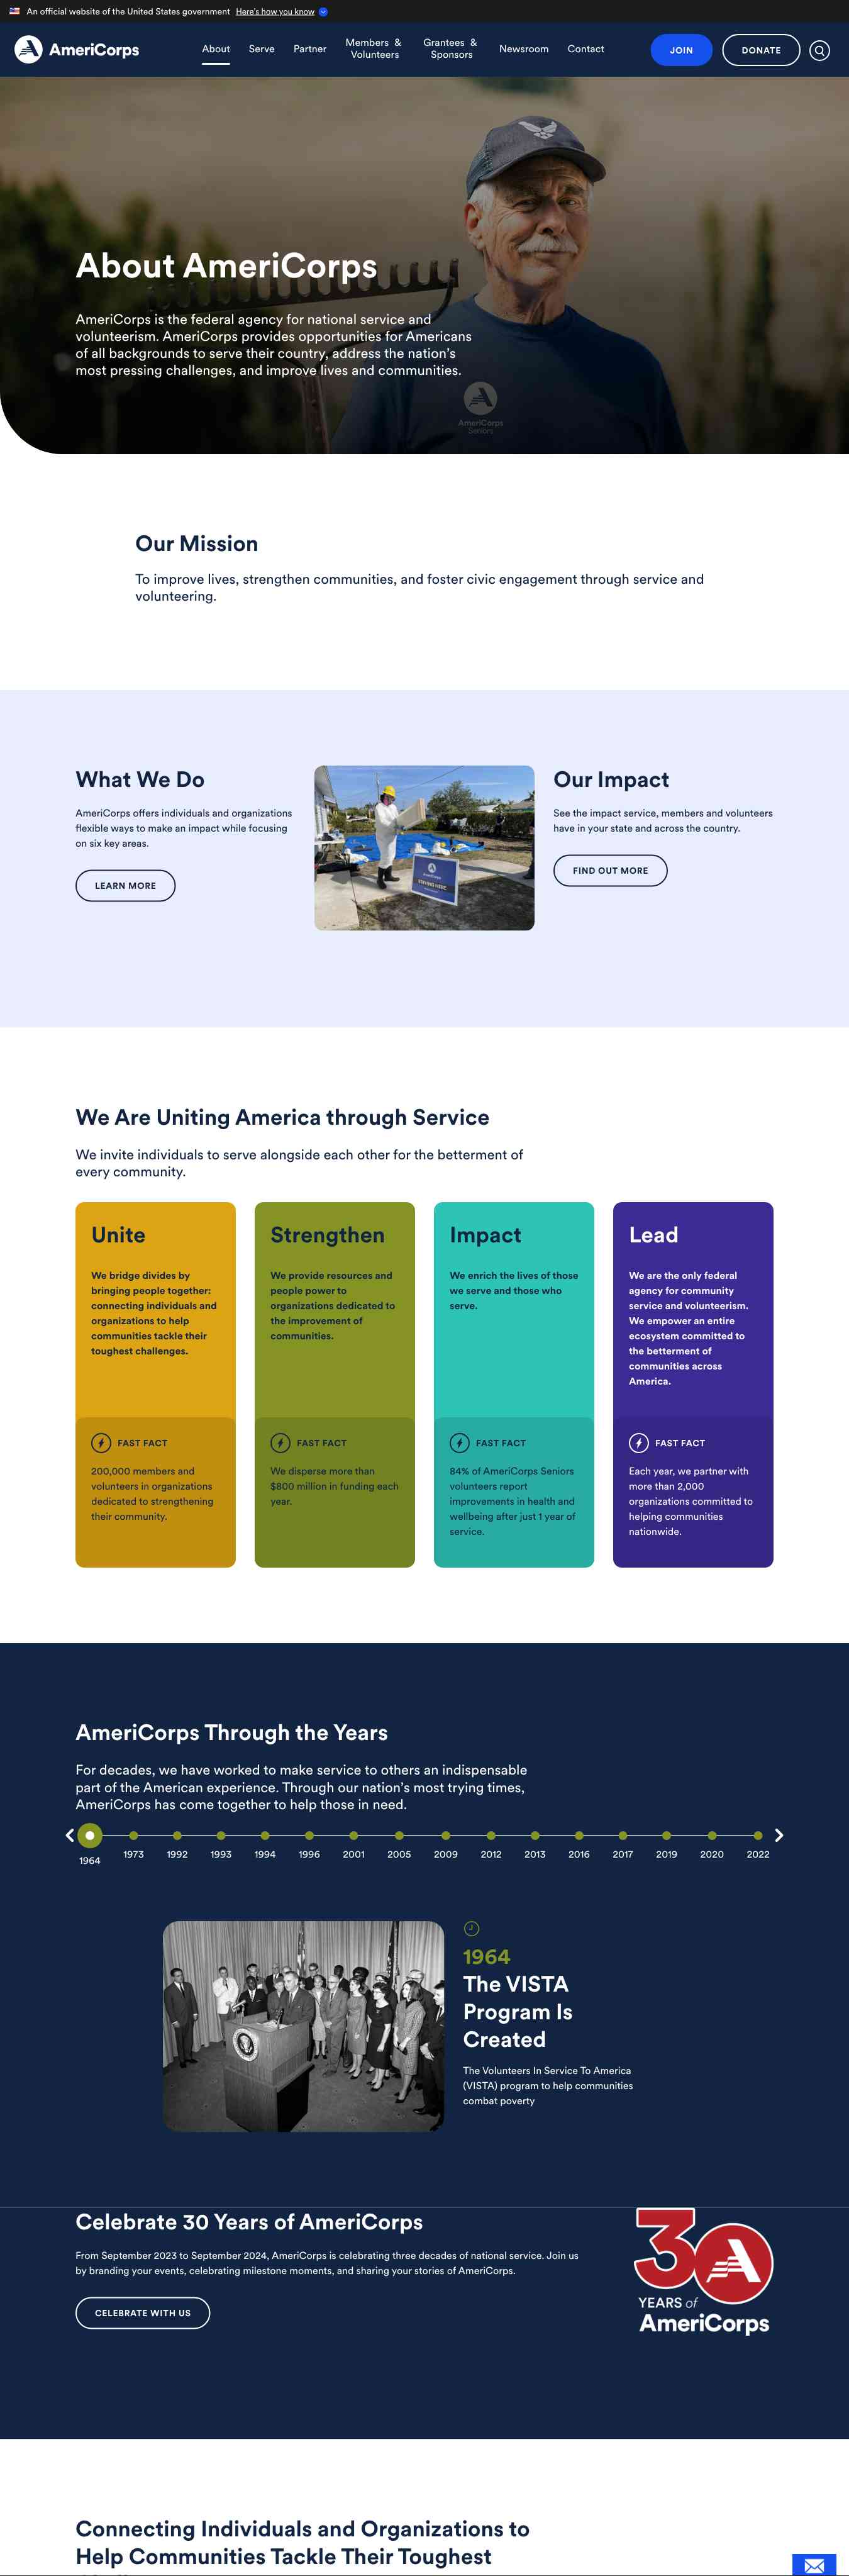 An official website of the United States government Here's how you know
AmeriCorps
About
Serve
Partner
Members &
Volunteers
Grantees &
Sponsors
Newsroom
Contact
JOIN
DONATE
About AmeriCorps
AmeriCorps is the federal agency for national service and
volunteerism. AmeriCorps provides opportunities for Americans
of all backgrounds to serve their country, address the nation's
most pressing challenges, and improve lives and communities.
AmeriCorps
Seniors
Our Mission
To improve lives, strengthen communities, and foster civic engagement through service and
volunteering.
What We Do
AmeriCorps offers individuals and organizations
flexible ways to make an impact while focusing
on six key areas.
LEARN MORE
AmeriCorps
SERVING HERE
Our Impact
See the impact service, members and volunteers
have in your state and across the country.
FIND OUT MORE
We Are Uniting America through Service
We invite individuals to serve alongside each other for the betterment of
every community.
Unite
We bridge divides by
bringing people together:
connecting individuals and
organizations to help
communities tackle their
toughest challenges.
FAST FACT
200,000 members and
volunteers in organizations
dedicated to strengthening
their community.
Strengthen
We provide resources and
people power to
organizations dedicated to
the improvement of
communities.
FAST FACT
We disperse more than
$800 million in funding each
year.
Impact
We enrich the lives of those
we serve and those who
serve.
FAST FACT
84% of AmeriCorps Seniors
volunteers report
improvements in health and
wellbeing after just 1 year of
service.
Lead
We are the only federal
agency for community
service and volunteerism.
We empower an entire
ecosystem committed to
the betterment of
communities across
America.
FAST FACT
Each year, we partner with
more than 2,000
organizations committed to
helping communities
nationwide.
AmeriCorps Through the Years
For decades, we have worked to make service to others an indispensable
part of the American experience. Through our nation's most trying times,
AmeriCorps has come together to help those in need.
1964 1973 1992 1993 1994 1996 2001 2005 2009 2012 2013 2016 2017 2019 2020 2022
1964
The VISTA
Program Is
Created
The Volunteers In Service To America
(VISTA) program to help communities
combat poverty
Celebrate 30 Years of AmeriCorps
From September 2023 to September 2024, AmeriCorps is celebrating three decades of national service. Join us
by branding your events, celebrating milestone moments, and sharing your stories of AmeriCorps.
CELEBRATE WITH US
30
YEARS of
AmeriCorps
Connecting Individuals and Organizations to
Help Communities Tackle Their Toughest